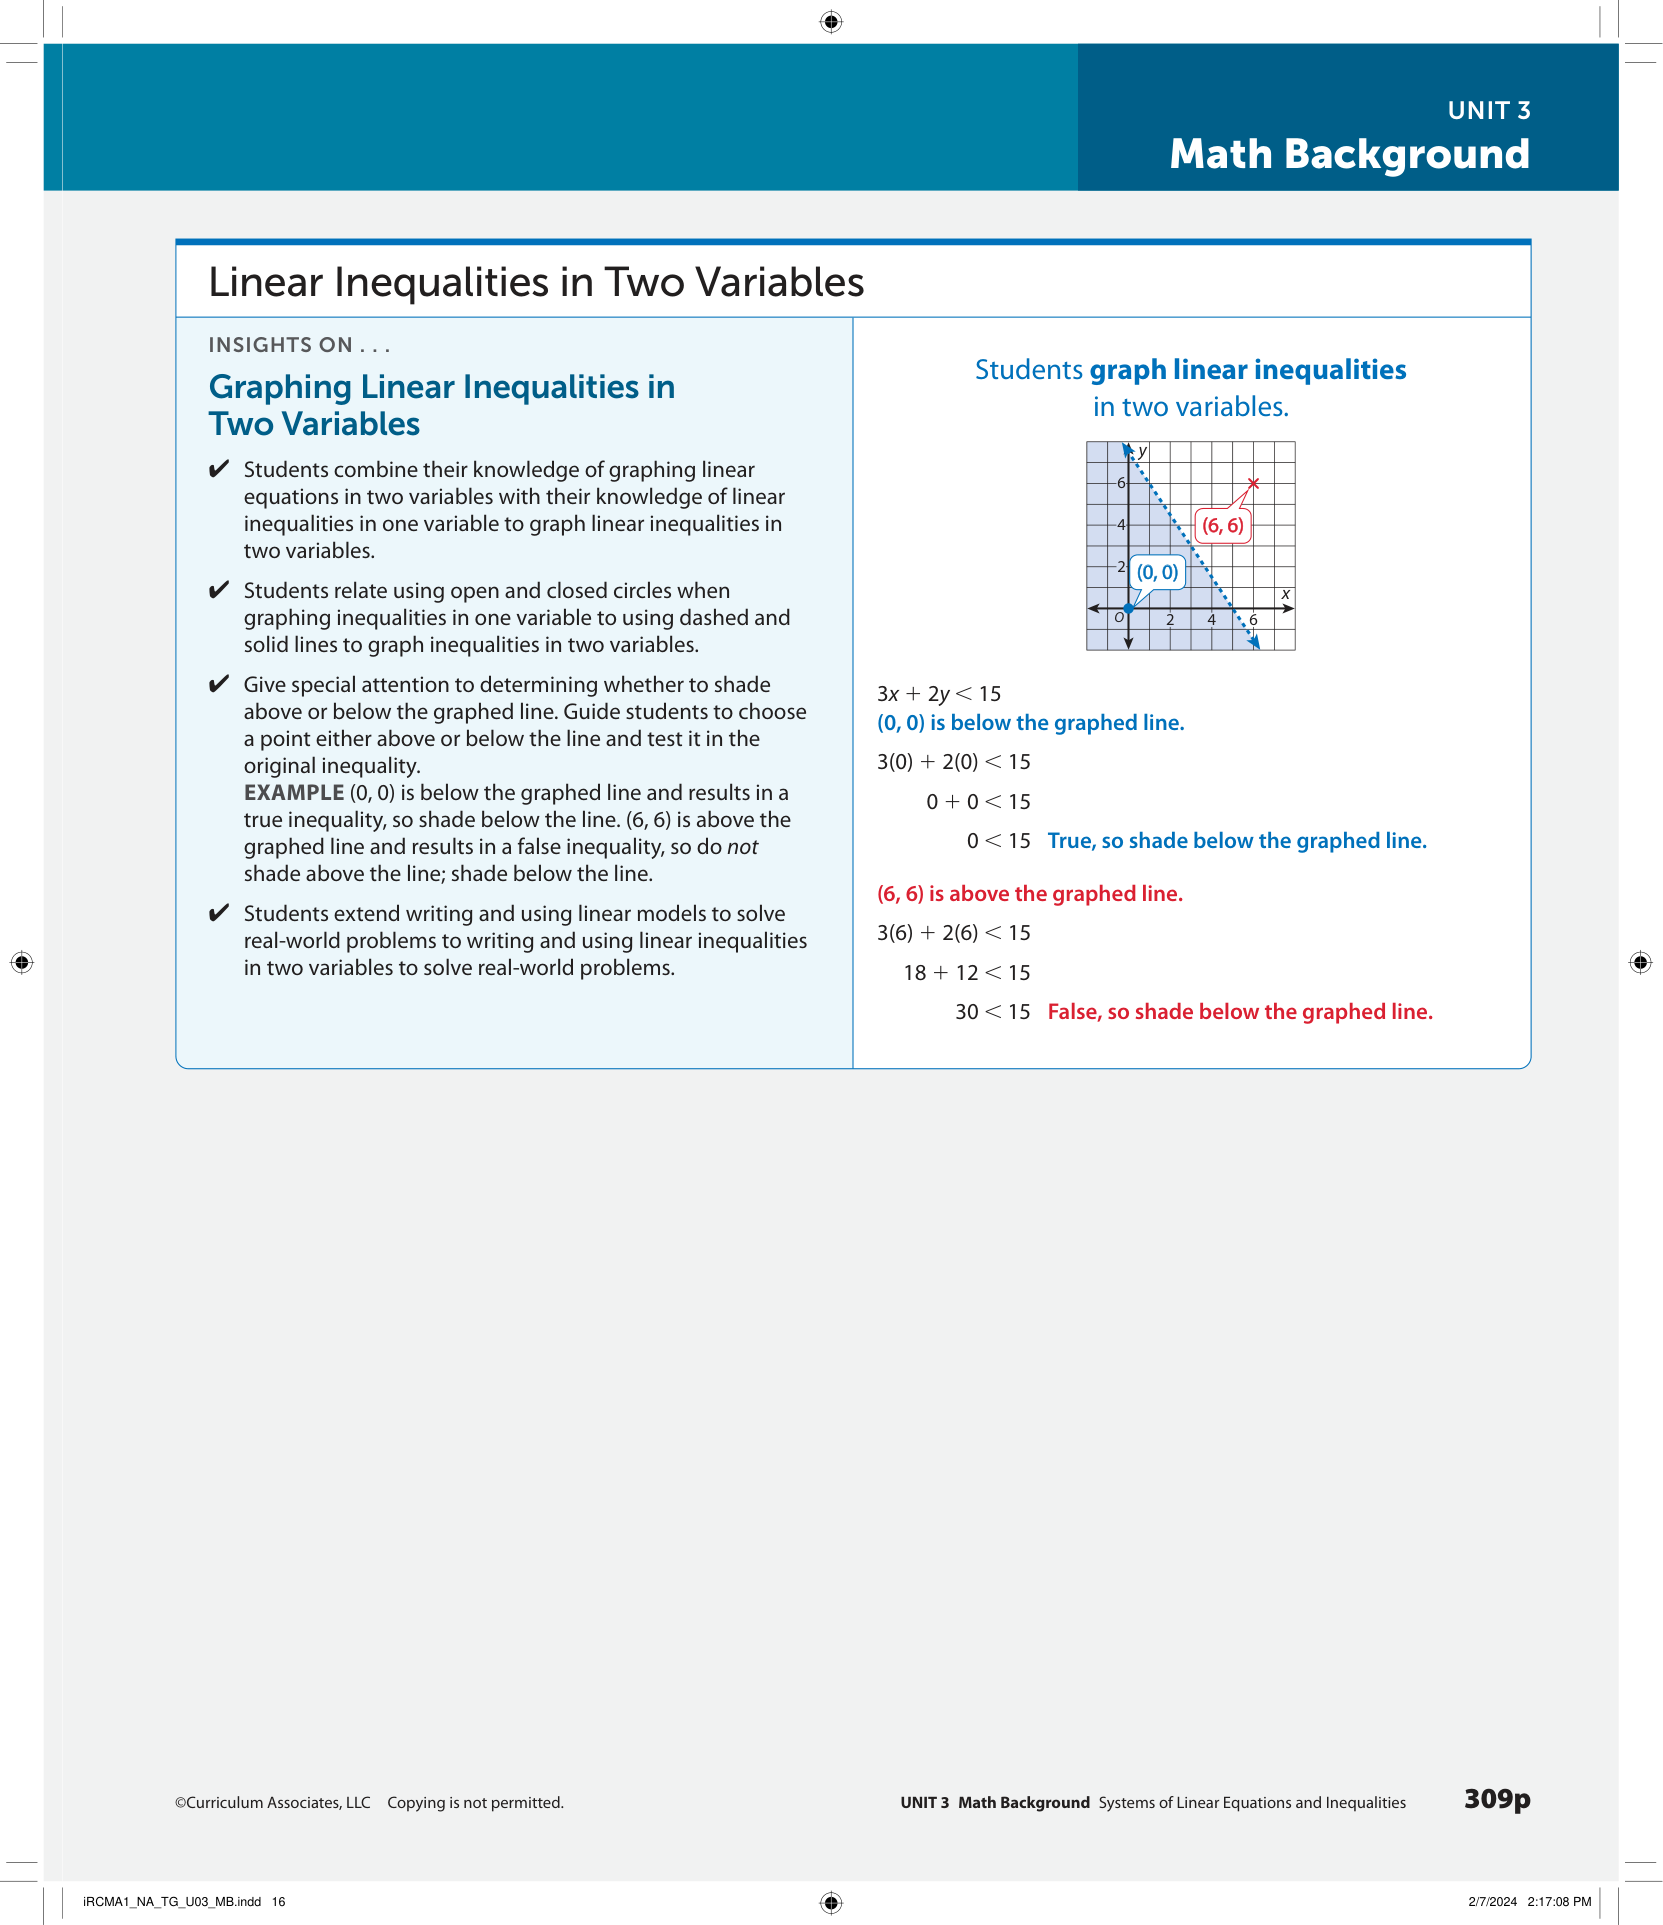 UNIT 3
Math Background
Linear Inequalities in Two Variables
INSIGHTS ON . . .
Graphing Linear Inequalities in
Two Variables
✔ Students combine their knowledge of graphing linear
equations in two variables with their knowledge of linear
inequalities in one variable to graph linear inequalities in
two variables.
✔ Students relate using open and closed circles when
graphing inequalities in one variable to using dashed and
solid lines to graph inequalities in two variables.
✔ Give special attention to determining whether to shade
above or below the graphed line. Guide students to choose
a point either above or below the line and test it in the
original inequality.
EXAMPLE (0, 0) is below the graphed line and results in a
true inequality, so shade below the line. (6, 6) is above the
graphed line and results in a false inequality, so do not
shade above the line; shade below the line.
✔ Students extend writing and using linear models to solve
real-world problems to writing and using linear inequalities
in two variables to solve real-world problems.
Students graph linear inequalities
in two variables.
y
6
(6, 6)
4
2
(0, 0)
x
O
2 4 6
3x + 2y < 15
(0, 0) is below the graphed line.
3(0) + 2(0) < 15
0 + 0 < 15
0 < 15 True, so shade below the graphed line.
(6, 6) is above the graphed line.
3(6) + 2(6) < 15
18 + 12 < 15
30 < 15 False, so shade below the graphed line.
©Curriculum Associates, LLC Copying is not permitted.
UNIT 3 Math Background Systems of Linear Equations and Inequalities 309p
iRCMA1_NA_TG_U03_MB.indd 16
2/7/2024 2:17:08 PM